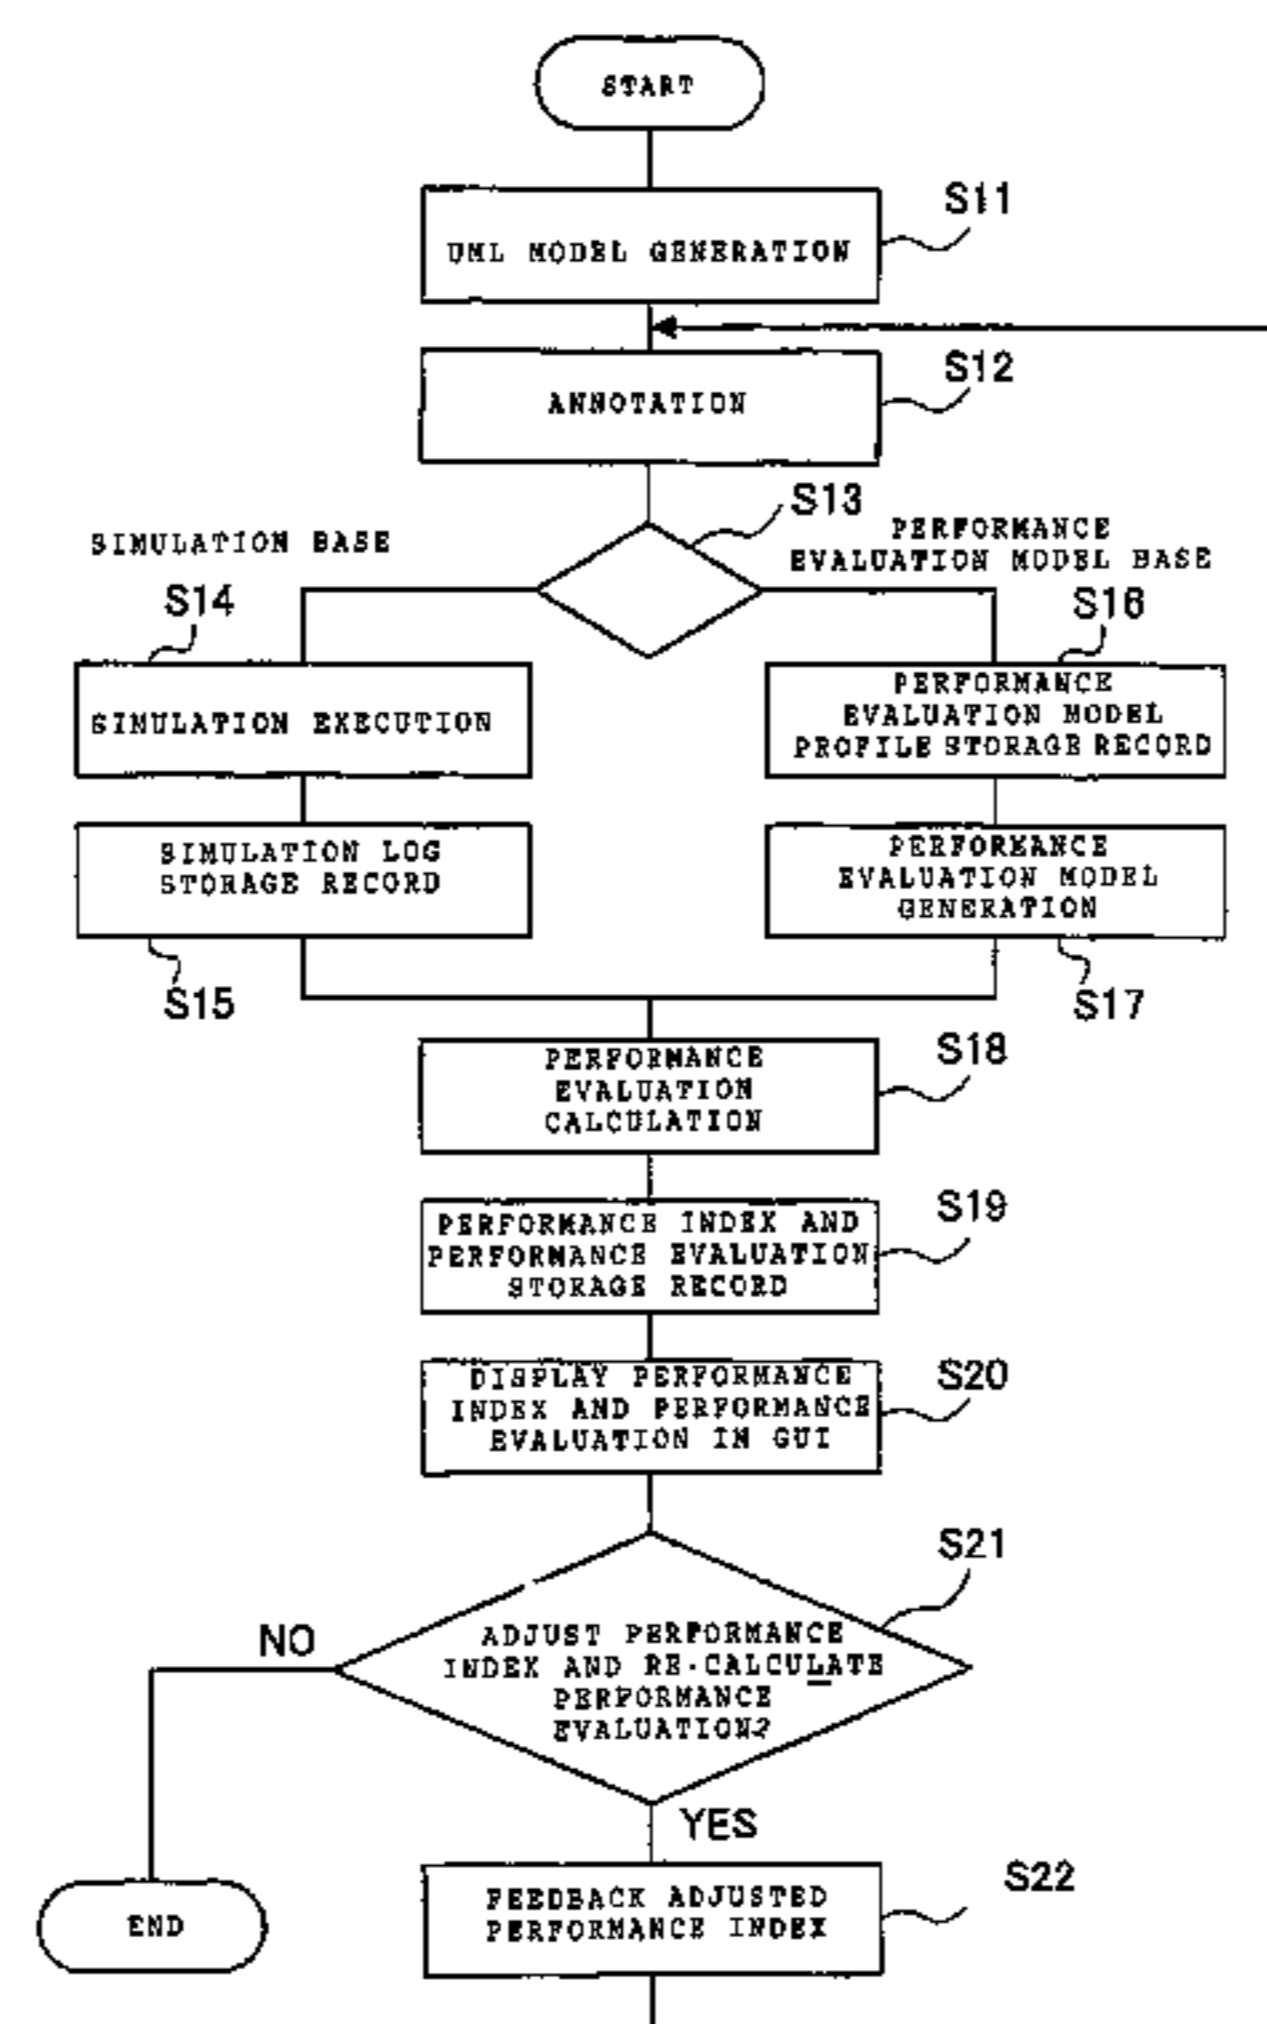 START
S11
UML MODEL GENERATION
S12
ANNOTATION
S13
SIMULATION BASE
PERFORMANCE
EVALUATION MODEL BASE
S14
S16
SIMULATION EXECUTION
PERFORMANCE
EVALUATION MODEL
PROFILE STORAGE RECORD
SIMULATION LOG
STORAGE RECORD
PERFORMANCE
EVALUATION MODEL
GENERATION
S15
S17
S18
PERFORMANCE
EVALUATION
CALCULATION
S19
PERFORMANCE INDEX AND
PERFORMANCE EVALUATION
STORAGE RECORD
S20
DISPLAY PERFORMANCE
INDEX AND PERFORMANCE
EVALUATION IN GUI
S21
NO
ADJUST PERFORMANCE
INDEX AND RE-CALCULATE
PERFORMANCE
EVALUATION?
YES
S22
END
FEEDBACK ADJUSTED
PERFORMANCE INDEX